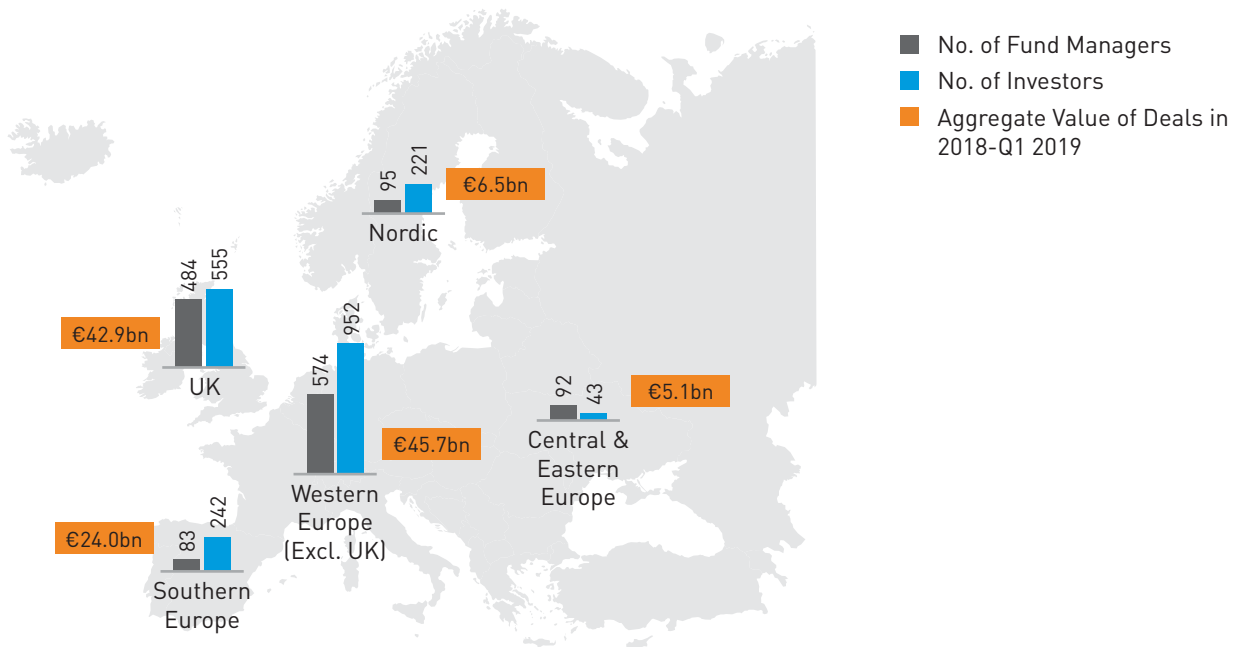 No. of Fund Managers
No. of Investors
Aggregate Value of Deals in
2018-Q1 2019
95
221
€6.5bn
Nordic
484
555
€42.9bn
UK
574
952
€45.7bn
Western
Europe
(Excl. UK)
92
43
€5.1bn
Central &
Eastern
Europe
83
242
€24.0bn
Southern
Europe